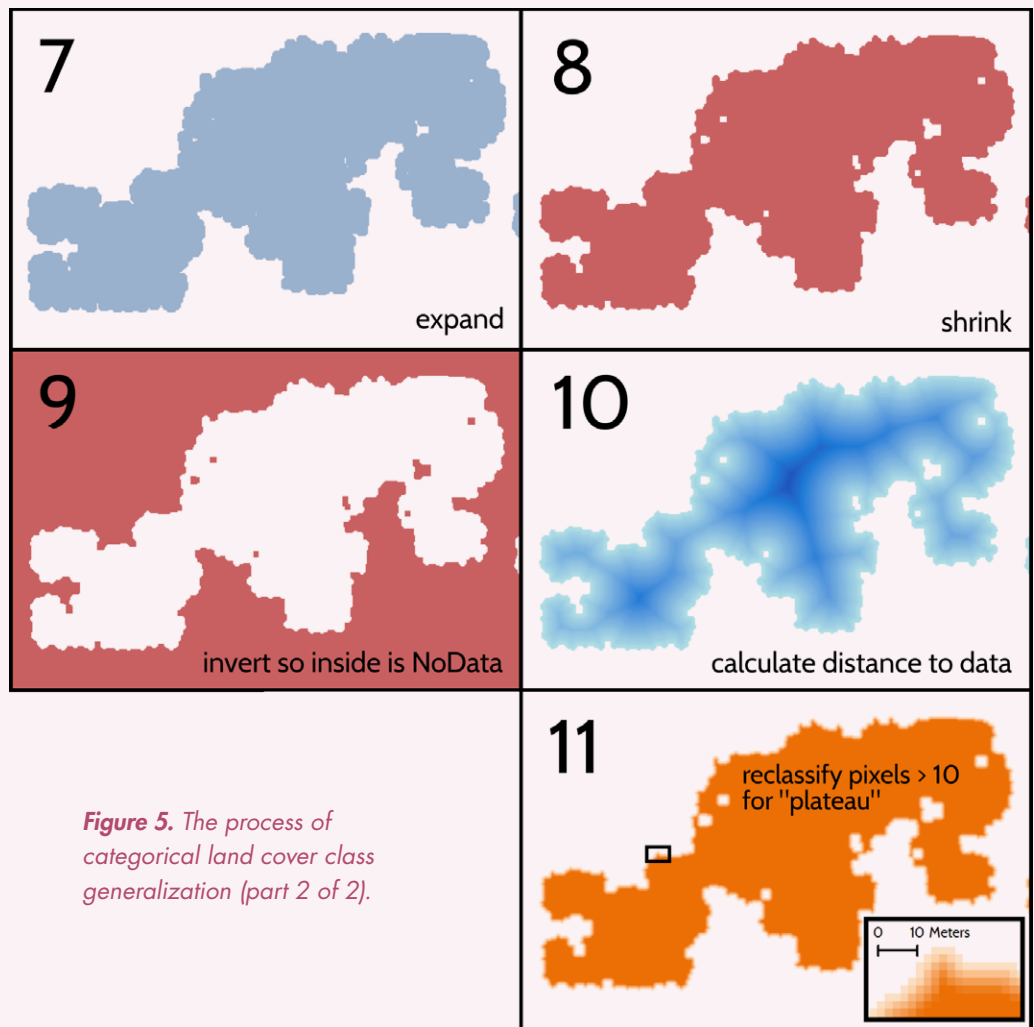 7
expand
8
shrink
9
invert so inside is NoData
10
calculate distance to data
11
reclassify pixels > 10
for "plateau"
0 10 Meters
Figure 5. The process of
categorical land cover class
generalization (part 2 of 2).